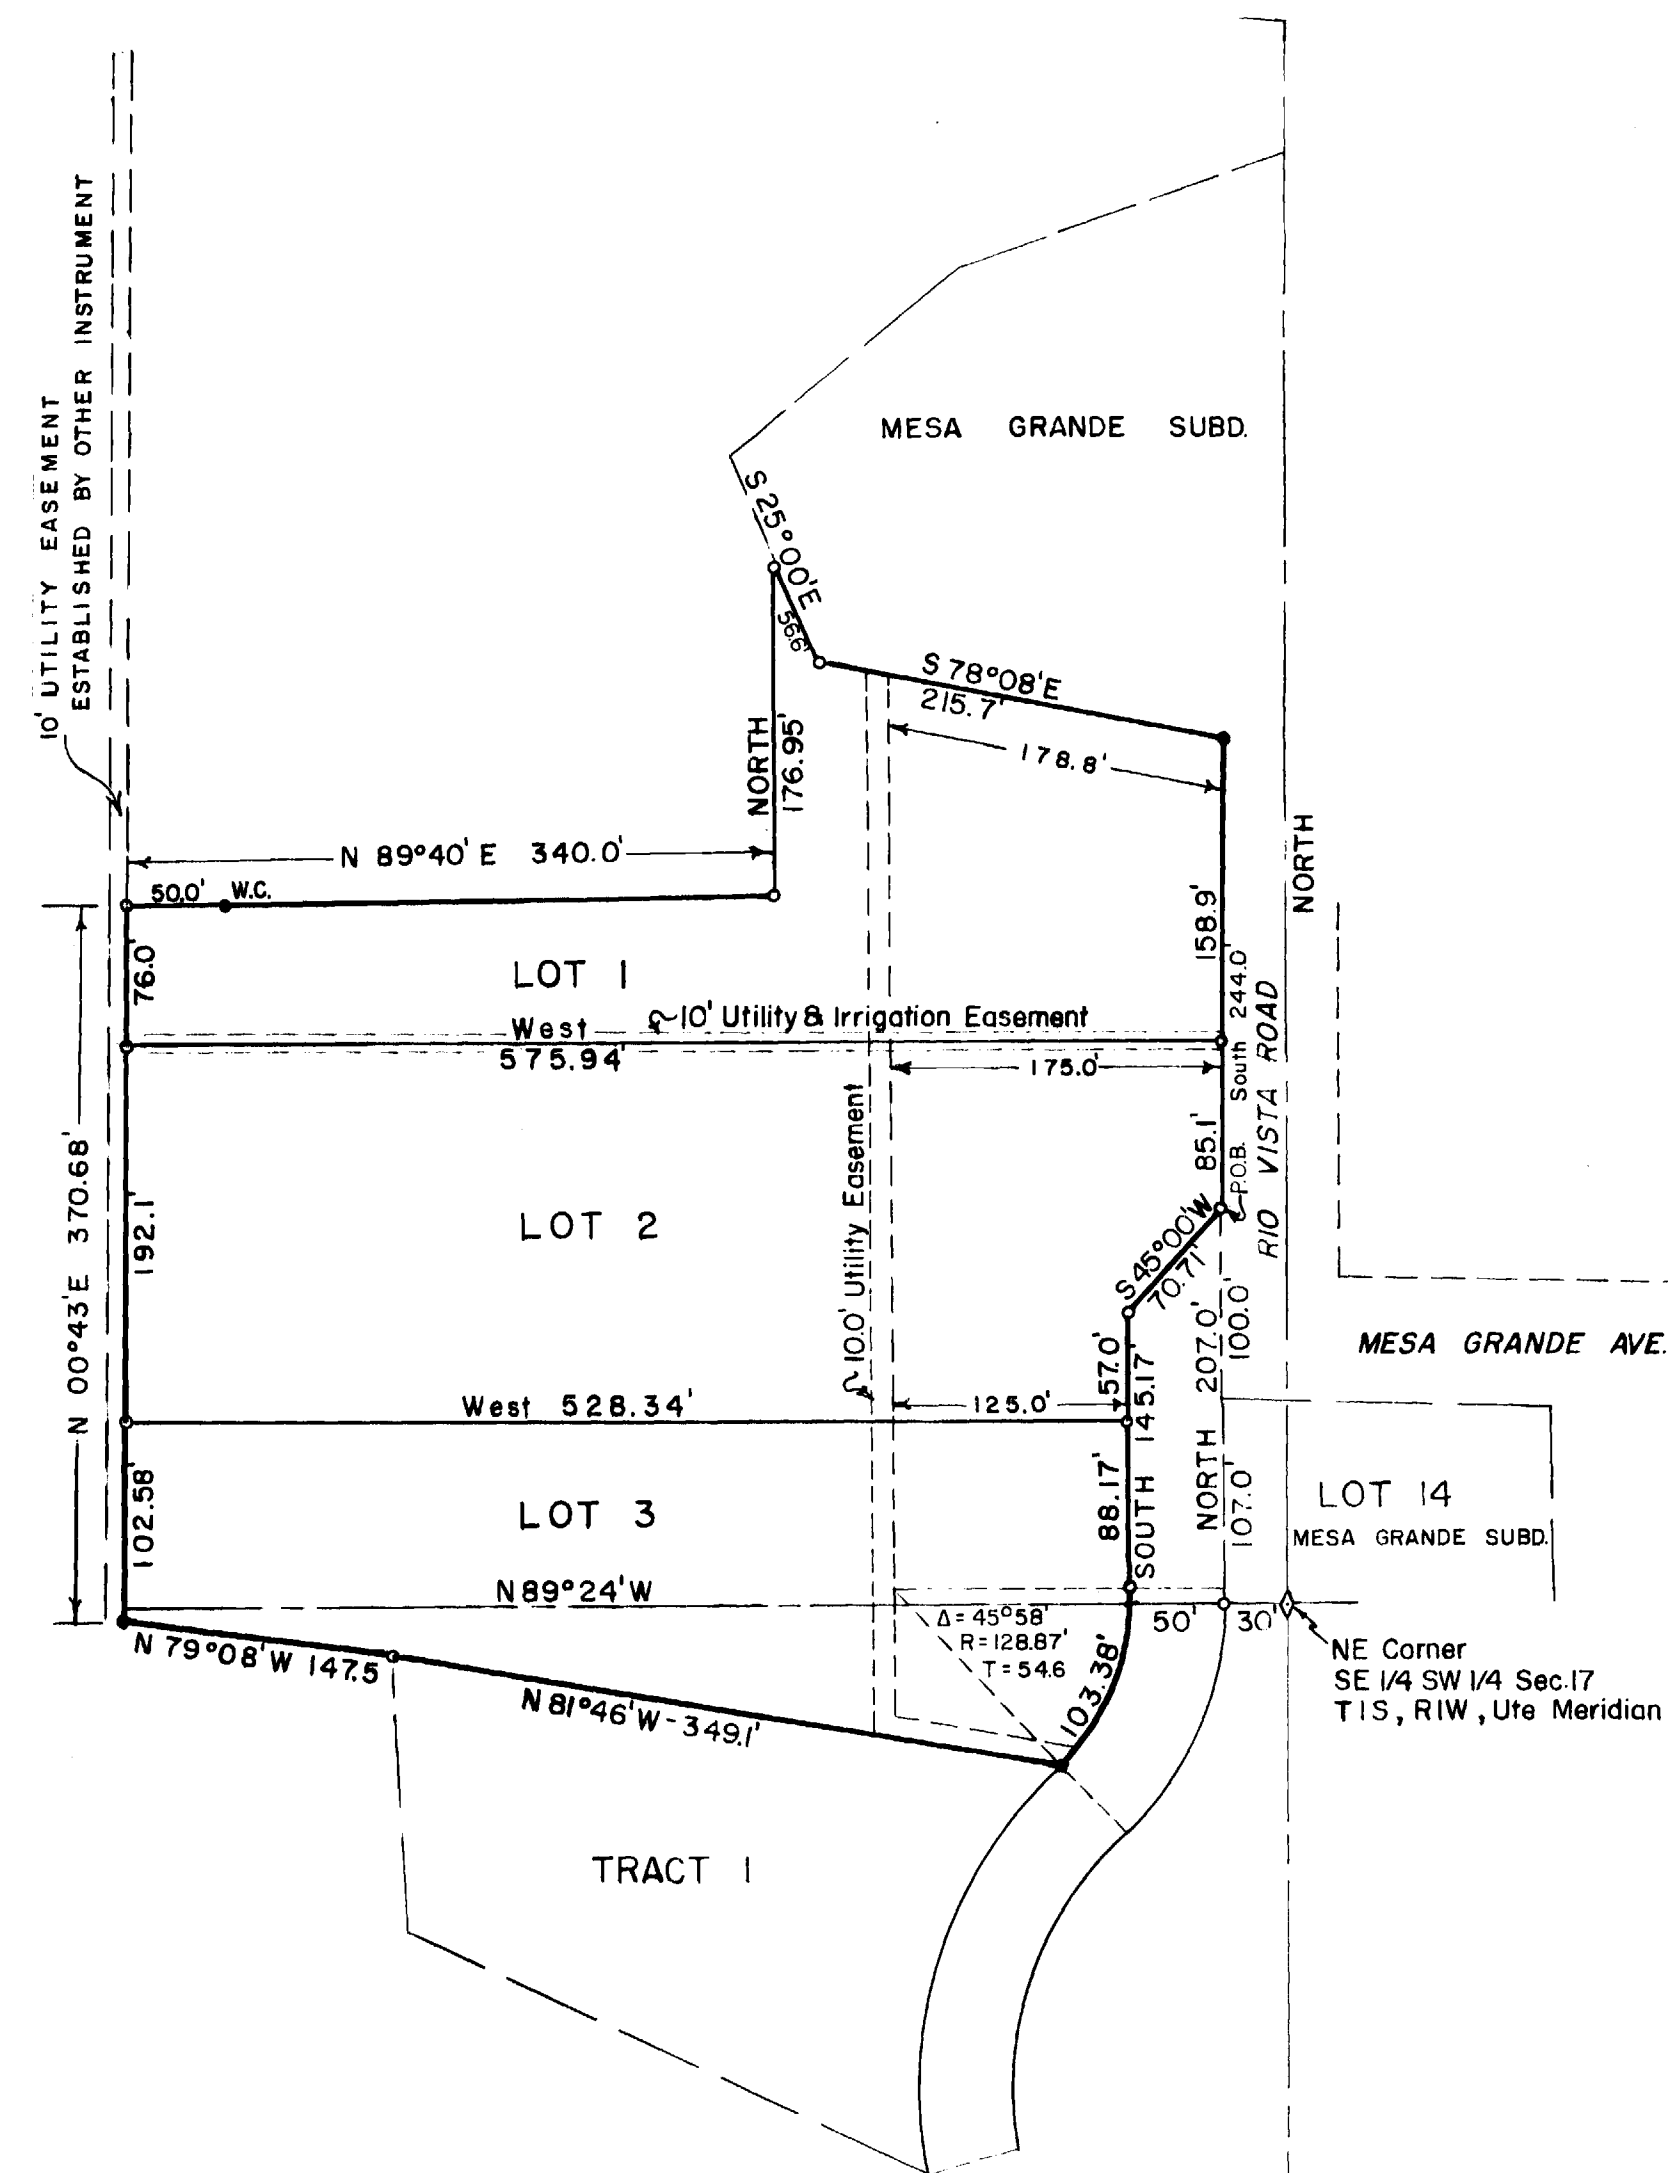 10' UTILITY EASEMENT
ESTABLISHED BY OTHER INSTRUMENT
MESA GRANDE SUBD.
S 25°00'E
56.6'
S 78°08'E
215.7'
178.8'
NORTH
176.95'
N 89°40' E 340.0'
50.0' W.C.
NORTH
158.9'
South 244.0'
RIO VISTA ROAD
76.0'
LOT 1
10' Utility & Irrigation Easement
West
575.94'
175.0'
85.1'
P.O.B.
N 00°43'E 370.68'
192.1'
LOT 2
10.0' Utility Easement
S 45°00'W
70.71'
100.0'
NORTH 207.0'
MESA GRANDE AVE.
57.0'
SOUTH 145.17'
West 528.34'
125.0'
88.17'
107.0'
LOT 14
MESA GRANDE SUBD.
102.58'
LOT 3
N 89°24'W
Δ = 45°58'
R = 128.87'
T = 54.6
50'
30'
NE Corner
SE 1/4 SW 1/4 Sec.17
T1S, R1W, Ute Meridian
N 79°08'W 147.5
N 81°46'W - 349.1'
103.38'
TRACT 1